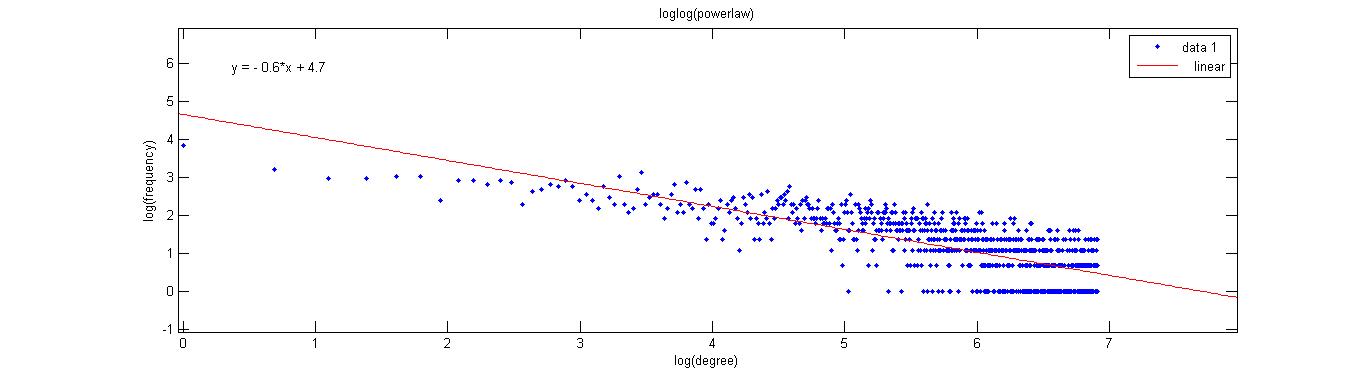 loglog(powerlaw)
y = - 0.6*x + 4.7
data 1
linear
6
5
4
3
2
1
0
-1
log(frequency)
0 1 2 3 4 5 6 7
log(degree)